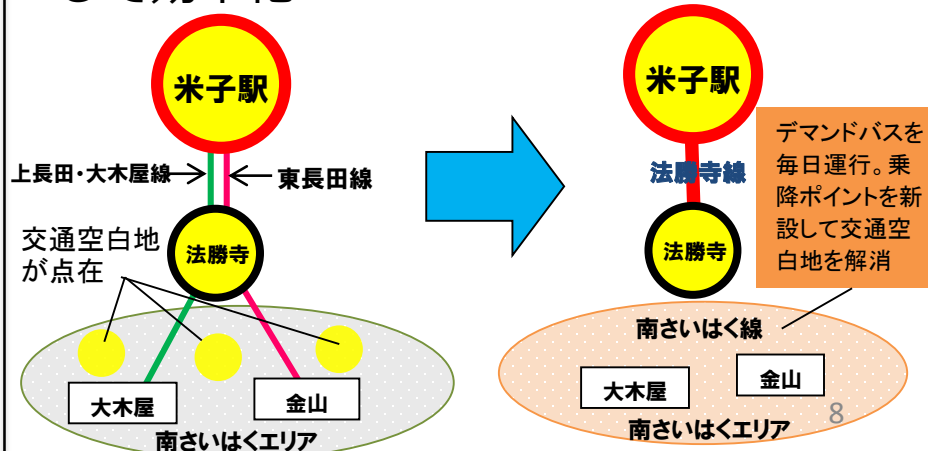 米子駅
上長田・大木屋線
東長田線
交通空白地
が点在
法勝寺
大木屋
金山
南さいはくエリア
米子駅
法勝寺線
法勝寺
デマンドバスを
毎日運行。乗
降ポイントを新
設して交通空
白地を解消
南さいはく線
大木屋
金山
南さいはくエリア
8